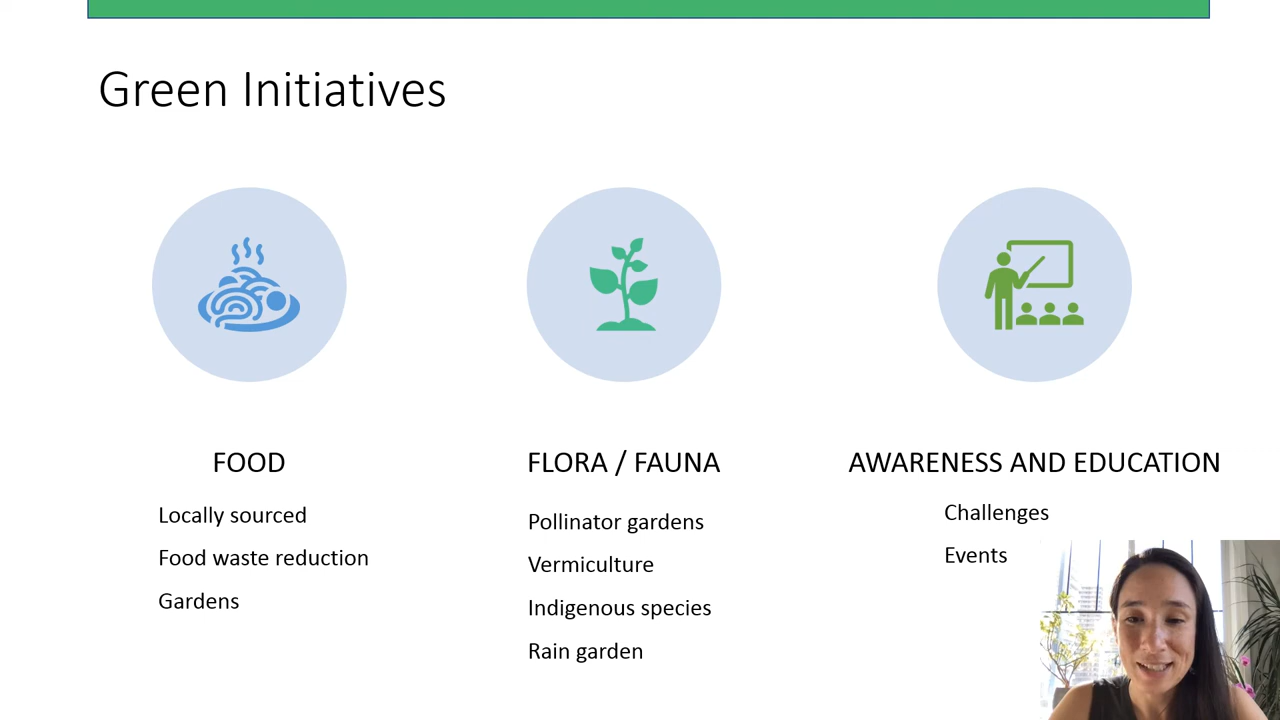 Green Initiatives
FOOD
Locally sourced
Food waste reduction
Gardens
FLORA / FAUNA
Pollinator gardens
Vermiculture
Indigenous species
Rain garden
AWARENESS AND EDUCATION
Challenges
Events